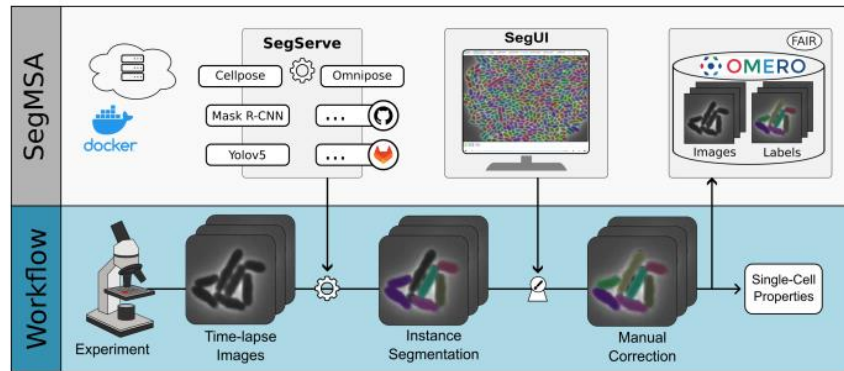 SegMSA
docker
SegServe
Cellpose
Omnipose
Mask R-CNN
...
Yolov5
...
SegUI
FAIR
OMERO
Images
Labels
Workflow
Experiment
Time-lapse
Images
Instance
Segmentation
Manual
Correction
Single-Cell
Properties